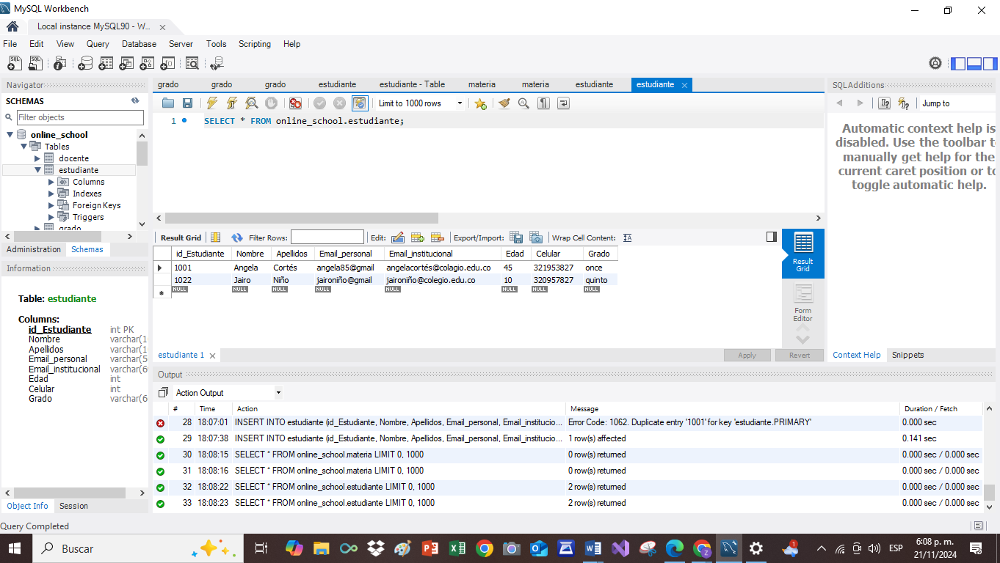 MySQL Workbench
Local instance MySQL90 - W...
File Edit View Query Database Server Tools Scripting Help
Navigator
SCHEMAS
Filter objects
online_school
Tables
docente
estudiante
Columns
Indexes
Foreign Keys
Triggers
grado
Administration Schemas
Information
Table: estudiante
Columns:
id_Estudiante int PK
Nombre varchar(1
Apellidos varchar(1
Email_personal varchar(5
Email_institucional varchar(6
Edad int
Celular int
Grado varchar(6
Object Info Session
grado grado grado estudiante estudiante - Table materia materia estudiante estudiante
Limit to 1000 rows
1 SELECT * FROM online_school.estudiante;
Result Grid Filter Rows: Edit: Export/Import: Wrap Cell Content:
id_Estudiante Nombre Apellidos Email_personal Email_institucional Edad Celular Grado
1001 Angela Cortés angela85@gmail angelacortés@colagio.edu.co 45 321953827 once
1022 Jairo Niño jaironiño@gmail jaironiño@colegio.edu.co 10 320957827 quinto
NULL NULL NULL NULL NULL NULL NULL NULL
Result
Grid
Form
Editor
estudiante 1 Apply Revert
SQLAdditions
Jump to
Automatic context help is
disabled. Use the toolbar t
manually get help for the
current caret position or to
toggle automatic help.
Context Help Snippets
Output
Action Output
# Time Action Message Duration / Fetch
28 18:07:01 INSERT INTO estudiante (id_Estudiante, Nombre, Apellidos, Email_personal, Email_institucio... Error Code: 1062. Duplicate entry '1001' for key 'estudiante.PRIMARY' 0.000 sec
29 18:07:38 INSERT INTO estudiante (id_Estudiante, Nombre, Apellidos, Email_personal, Email_institucio... 1 row(s) affected 0.141 sec
30 18:08:15 SELECT * FROM online_school.materia LIMIT 0, 1000 0 row(s) returned 0.000 sec / 0.000 sec
31 18:08:16 SELECT * FROM online_school.materia LIMIT 0, 1000 0 row(s) returned 0.000 sec / 0.000 sec
32 18:08:22 SELECT * FROM online_school.estudiante LIMIT 0, 1000 2 row(s) returned 0.000 sec / 0.000 sec
33 18:08:23 SELECT * FROM online_school.estudiante LIMIT 0, 1000 2 row(s) returned 0.000 sec / 0.000 sec
Query Completed
Buscar
ESP
6:08 p. m.
21/11/2024